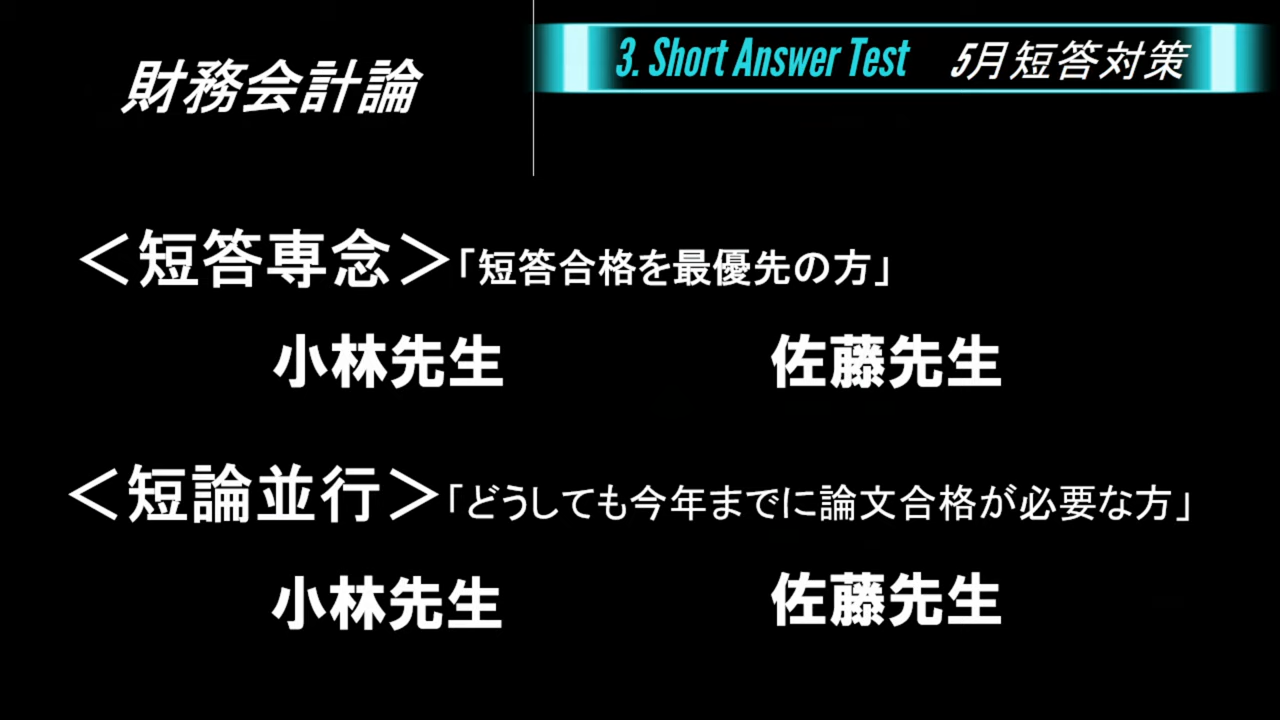 財務会計論
3. Short Answer Test 5月短答対策
＜短答専念＞「短答合格を最優先の方」
小林先生 佐藤先生
＜短論並行＞「どうしても今年までに論文合格が必要な方」
小林先生 佐藤先生